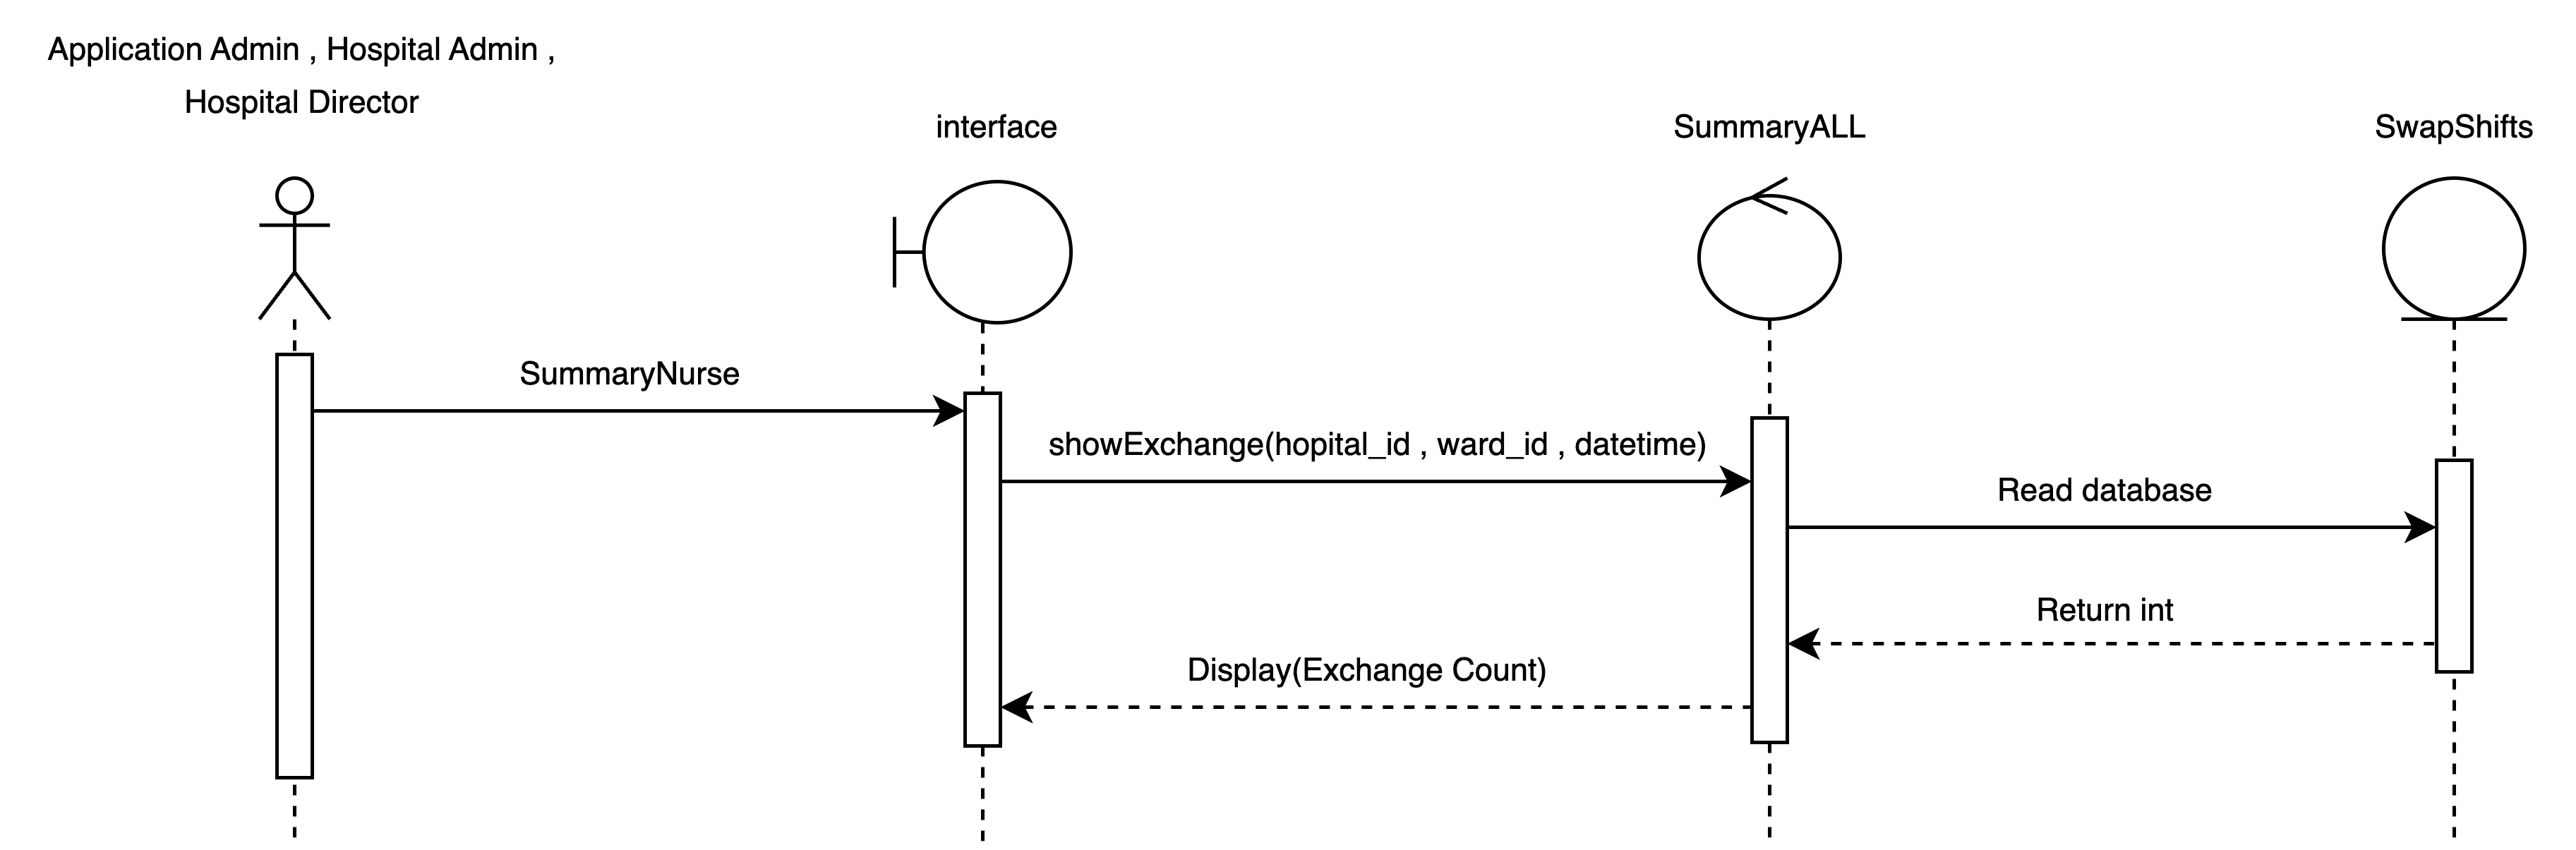 Application Admin , Hospital Admin ,
Hospital Director
interface
SummaryALL
SwapShifts
SummaryNurse
showExchange(hopital_id , ward_id , datetime)
Read database
Return int
Display(Exchange Count)